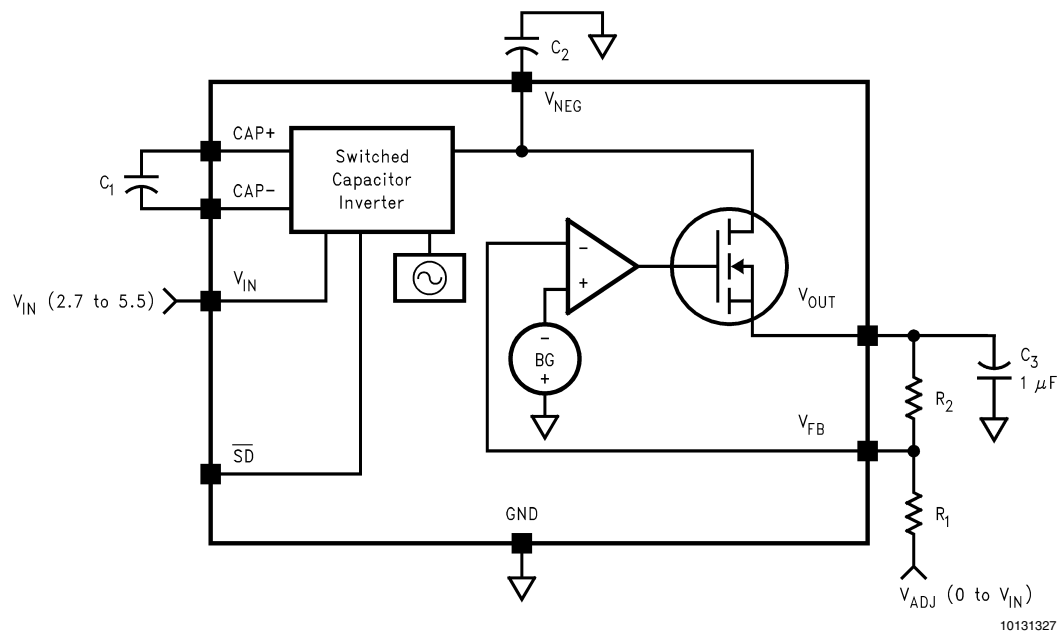 C2
VNEG
CAP+
C1
CAP−
Switched
Capacitor
Inverter
VIN
VIN (2.7 to 5.5)
−
+
VOUT
−
BG
+
C3
1 μF
R2
VFB
SD
GND
R1
VADJ (0 to VIN)
10131327